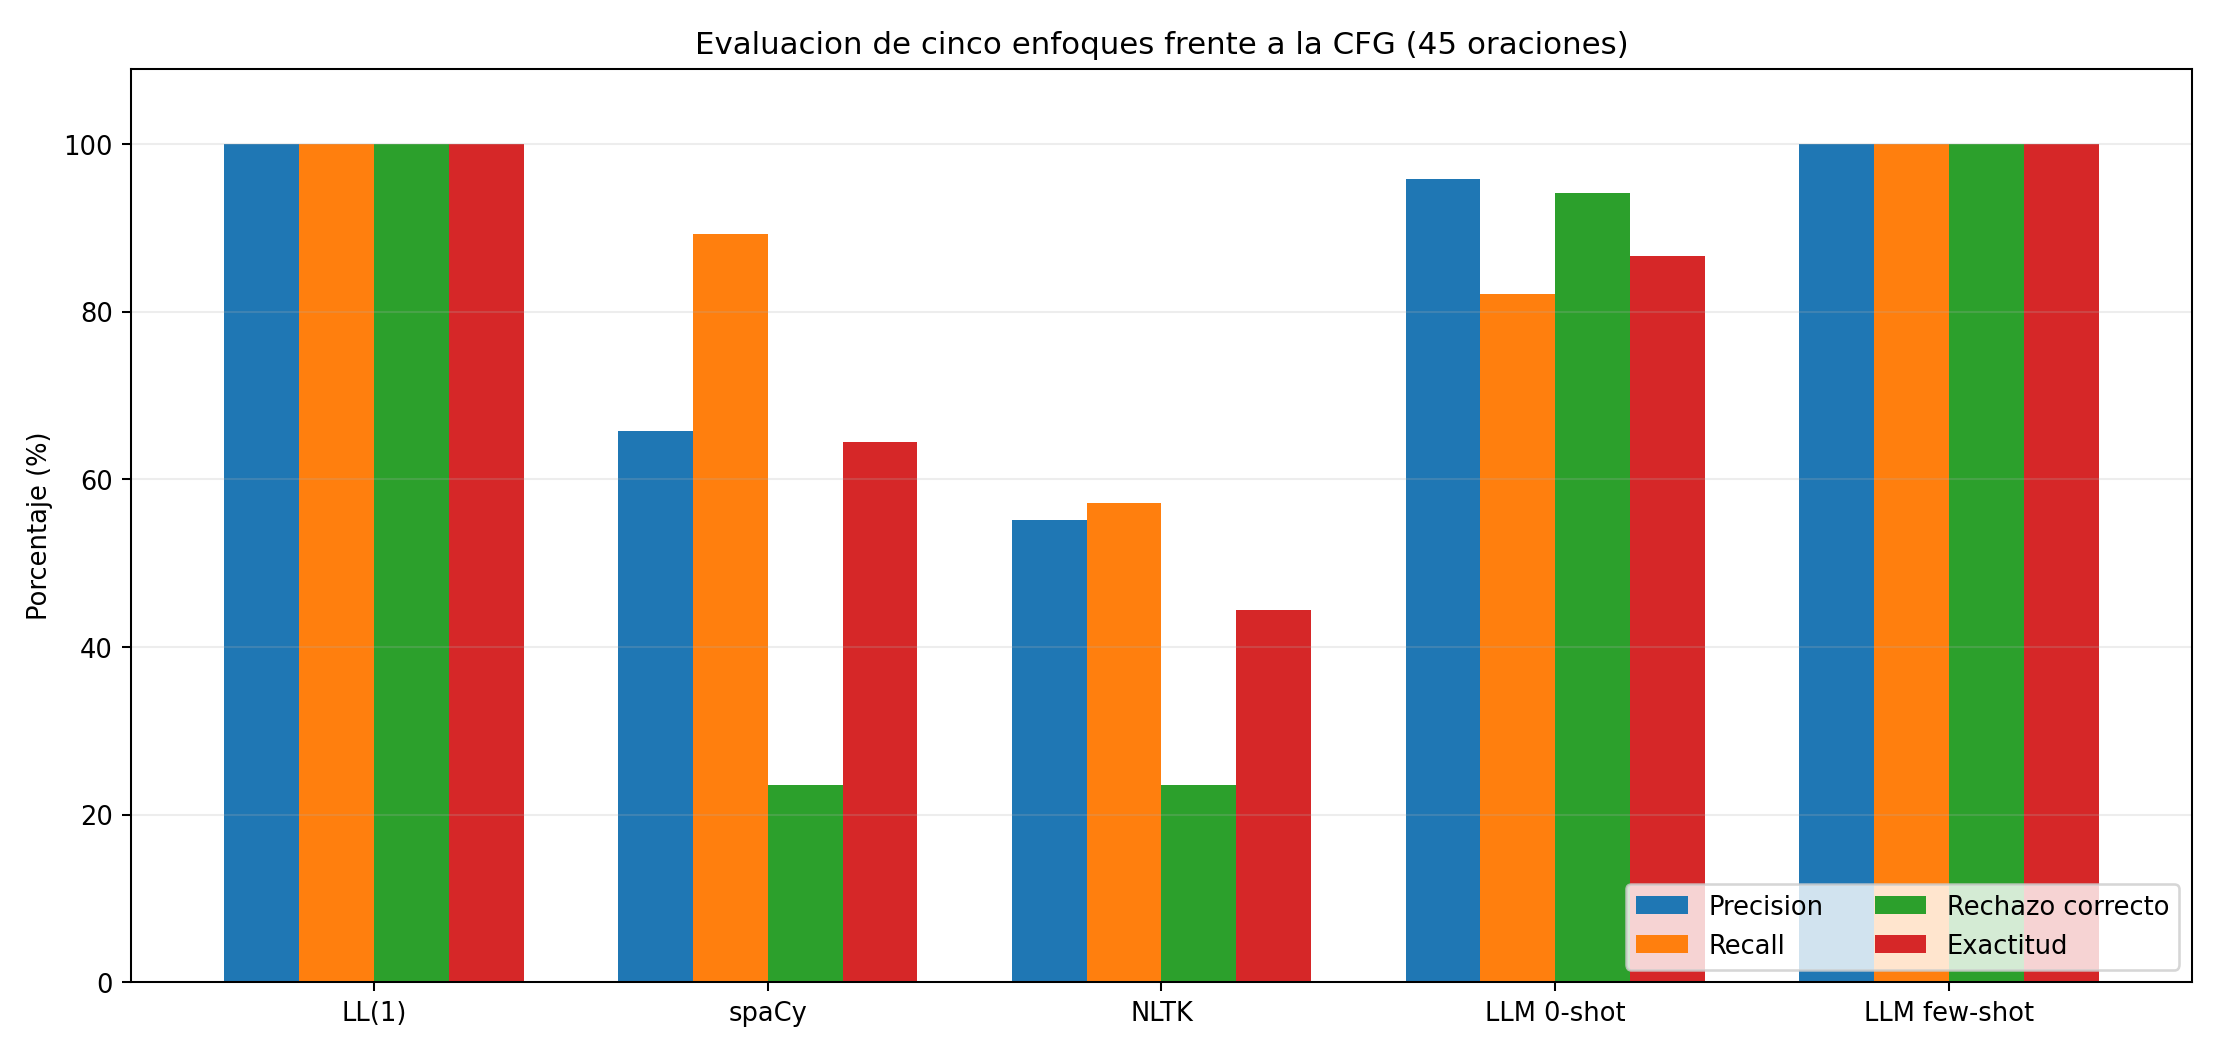 Evaluacion de cinco enfoques frente a la CFG (45 oraciones)
Porcentaje (%)
100
80
60
40
20
0
LL(1)
spaCy
NLTK
LLM 0-shot
LLM few-shot
Precision
Recall
Rechazo correcto
Exactitud